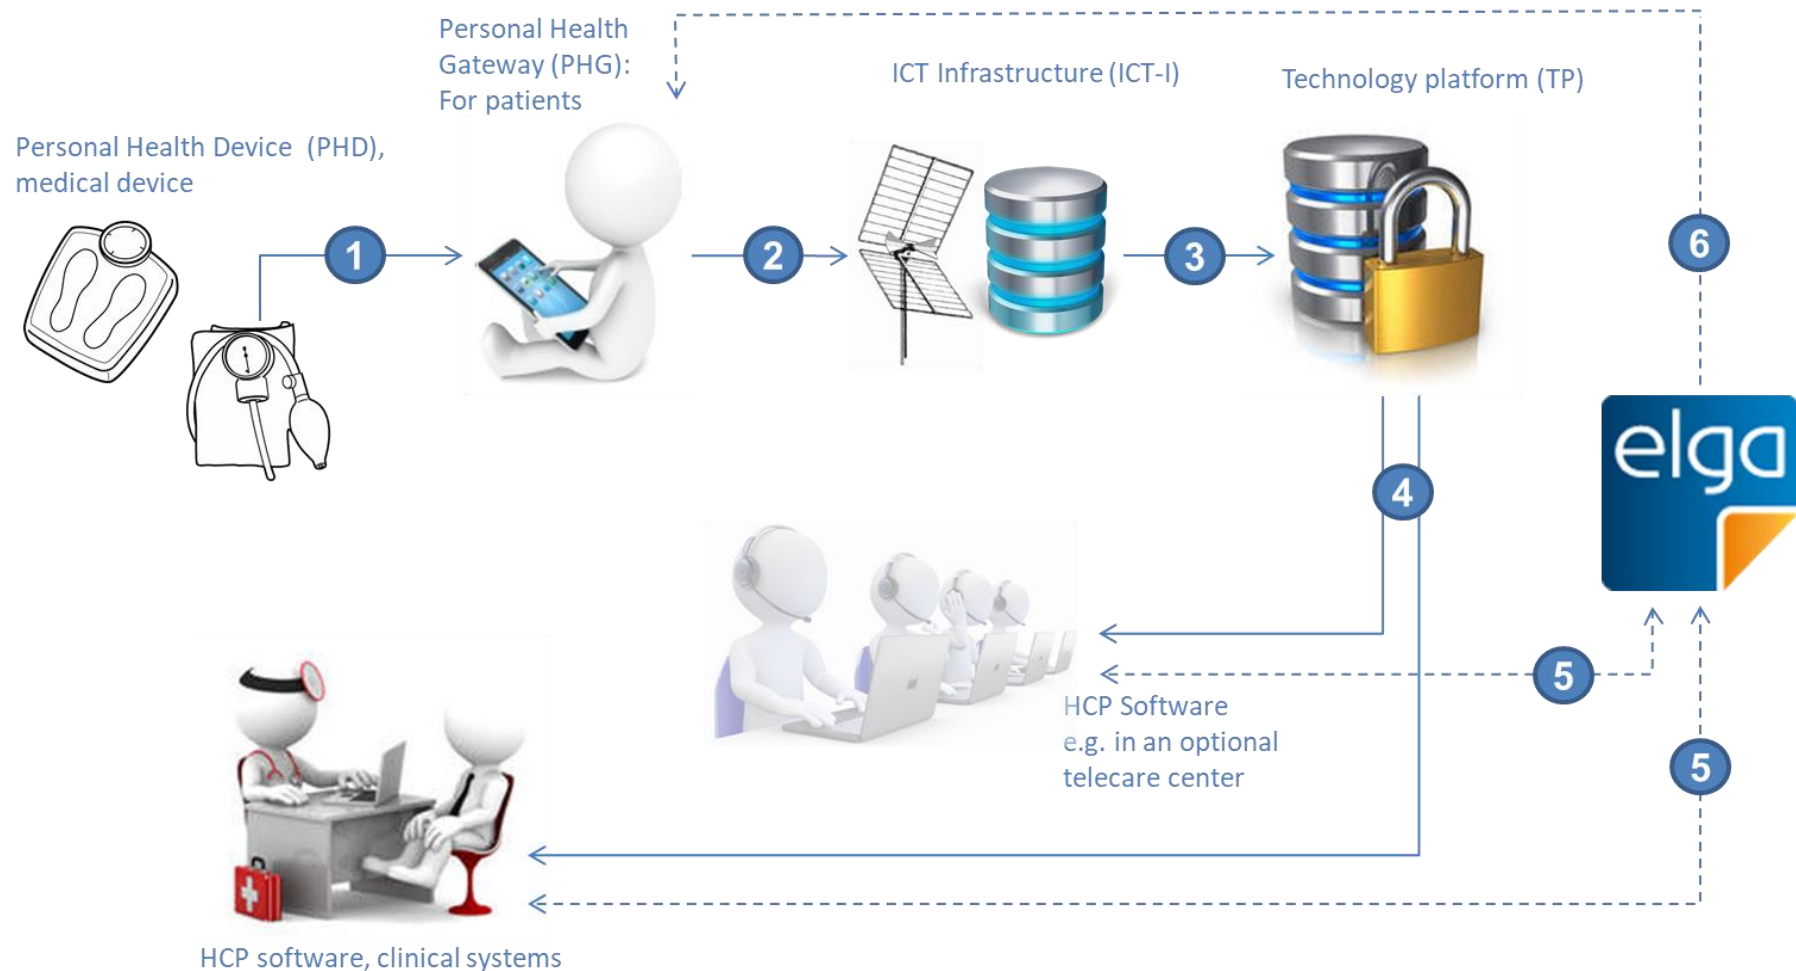 Personal Health
Gateway (PHG):
For patients
ICT Infrastructure (ICT-I)
Technology platform (TP)
Personal Health Device  (PHD),
medical device
1
2
3
6
elga
4
5
HCP Software
e.g. in an optional
telecare center
5
HCP software, clinical systems